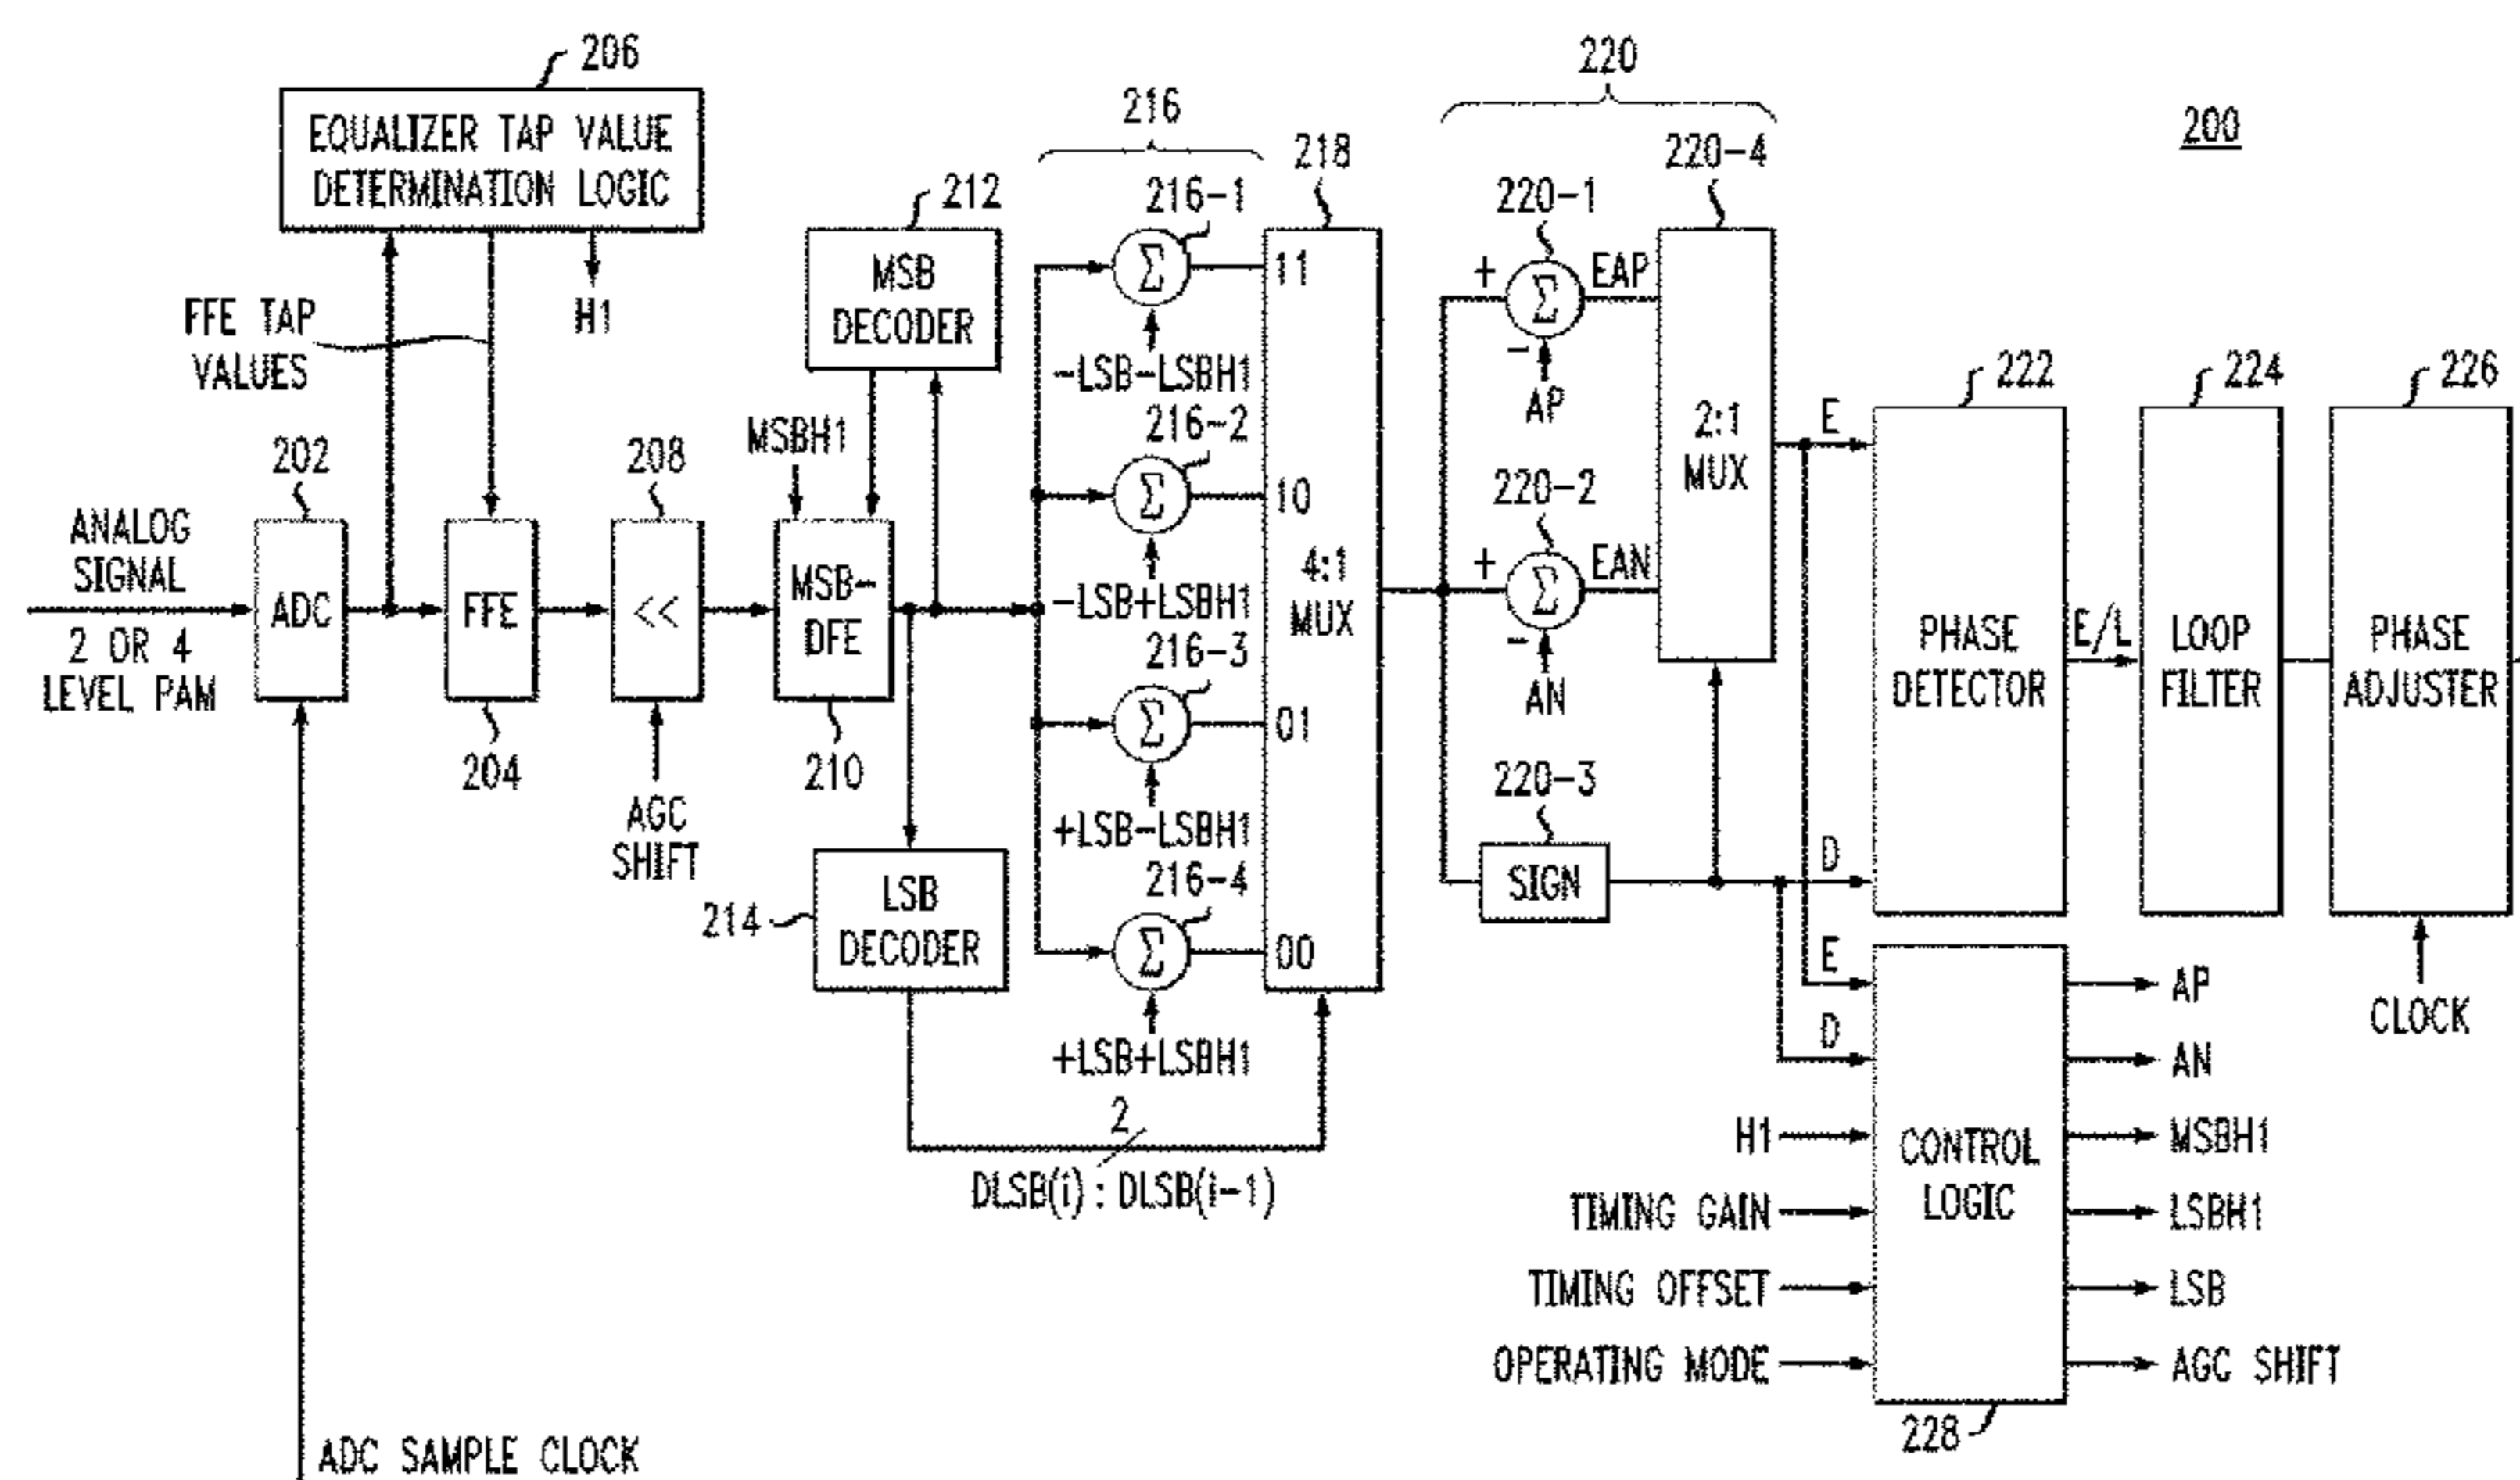 200
206
EQUALIZER TAP VALUE
DETERMINATION LOGIC
FFE TAP
VALUES
H1
ANALOG
SIGNAL
2 OR 4
LEVEL PAM
202
ADC
FFE
204
208
<<
AGC
SHIFT
MSBH1
MSB-
DFE
210
212
MSB
DECODER
214
LSB
DECODER
216
216-1
Σ
-LSB-LSBH1
216-2
Σ
-LSB+LSBH1
216-3
Σ
+LSB-LSBH1
216-4
Σ
+LSB+LSBH1
2
DLSB(i) : DLSB(i-1)
218
11
10
4:1
MUX
01
00
220
220-1
+
Σ
EAP
-
AP
220-2
+
Σ
EAN
-
AN
220-3
SIGN
220-4
2:1
MUX
E
D
222
PHASE
DETECTOR
E/L
224
LOOP
FILTER
226
PHASE
ADJUSTER
CLOCK
E
D
H1
TIMING GAIN
TIMING OFFSET
OPERATING MODE
CONTROL
LOGIC
228
AP
AN
MSBH1
LSBH1
LSB
AGC SHIFT
ADC SAMPLE CLOCK